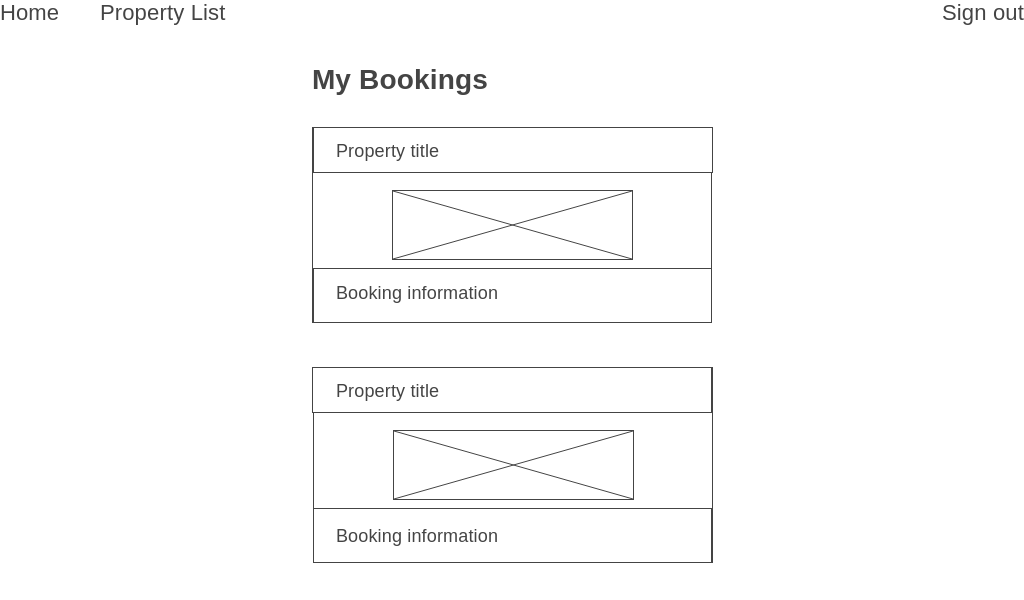 Home Property List Sign out
My Bookings
Property title
Booking information
Property title
Booking information